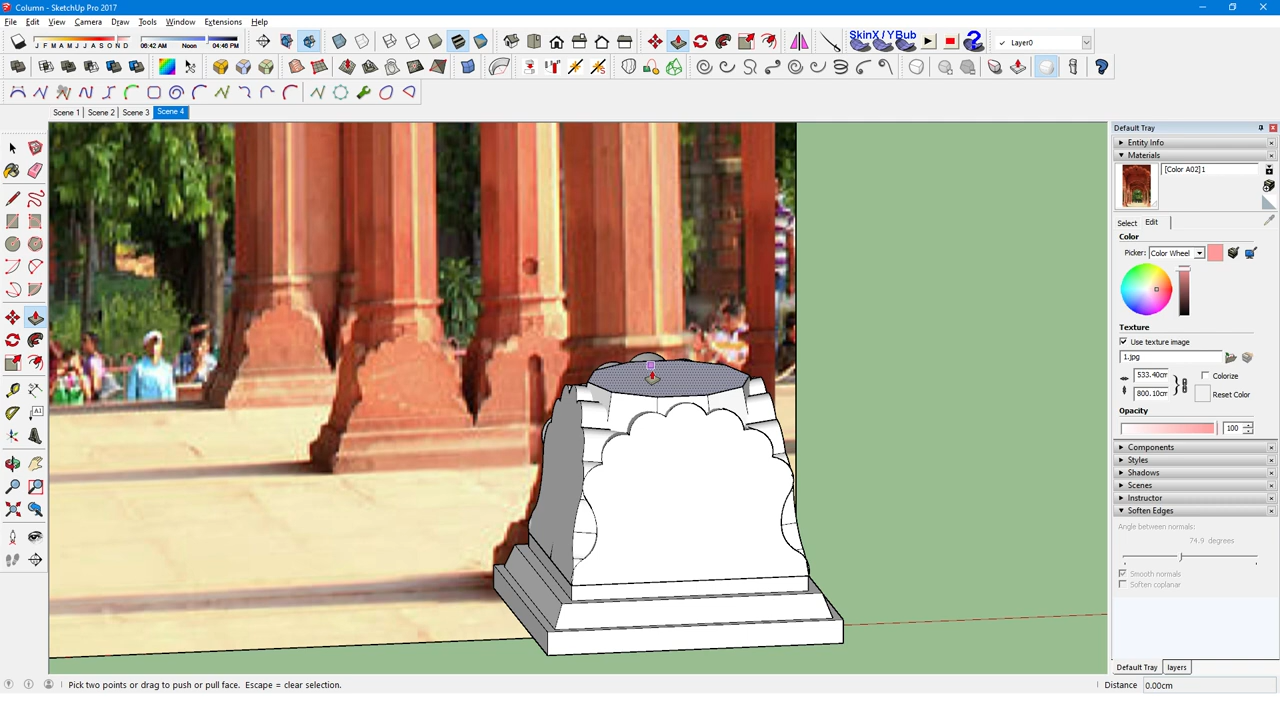 Column - SketchUp Pro 2017
File Edit View Camera Draw Tools Window Extensions Help
J F M A M J J A S O N D 06:42 AM Noon 04:46 PM
SkinX / YBub
Layer0
Scene 1 Scene 2 Scene 3 Scene 4
Default Tray
Entity Info
Materials
[Color A02]1
Select Edit
Color
Picker: Color Wheel
Texture
Use texture image
1.jpg
533.40cm Colorize
800.10cm Reset Color
Opacity
100
Components
Styles
Shadows
Scenes
Instructor
Soften Edges
Angle between normals:
74.9 degrees
Smooth normals
Soften coplanar
Default Tray layers
Pick two points or drag to push or pull face. Escape = clear selection.
Distance 0.00cm